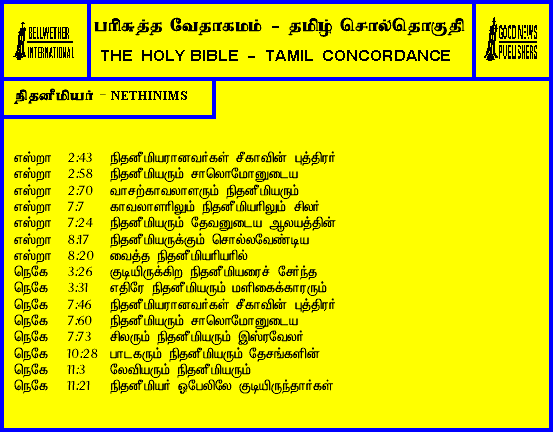 BELLWETHER
INTERNATIONAL
பரிசுத்த வேதாகமம் - தமிழ் சொல்தொகுதி
THE HOLY BIBLE - TAMIL CONCORDANCE
GOOD NEWS
PUBLISHERS
நிதனீமியர் - NETHINIMS
எஸ்றா 2:43 நிதனீமியரானவர்கள் சீகாவின் புத்திரர்
எஸ்றா 2:58 நிதனீமியரும் சாலொமோனுடைய
எஸ்றா 2:70 வாசற்காவலாளரும் நிதனீமியரும்
எஸ்றா 7:7 காவலாளரிலும் நிதனீமியரிலும் சிலர்
எஸ்றா 7:24 நிதனீமியரும் தேவனுடைய ஆலயத்தின்
எஸ்றா 8:17 நிதனீமியருக்கும் சொல்லவேண்டிய
எஸ்றா 8:20 வைத்த நிதனீமியரியரில்
நெகே 3:26 குடியிருக்கிற நிதனீமியரைச் சேர்ந்த
நெகே 3:31 எதிரே நிதனீமியரும் மளிகைக்காரரும்
நெகே 7:46 நிதனீமியரானவர்கள் சீகாவின் புத்திரர்
நெகே 7:60 நிதனீமியரும் சாலொமோனுடைய
நெகே 7:73 சிலரும் நிதனீமியரும் இஸ்ரவேலர்
நெகே 10:28 பாடகரும் நிதனீமியரும் தேசங்களின்
நெகே 11:3 லேவியரும் நிதனீமியரும்
நெகே 11:21 நிதனீமியர் ஓபேலிலே குடியிருந்தார்கள்